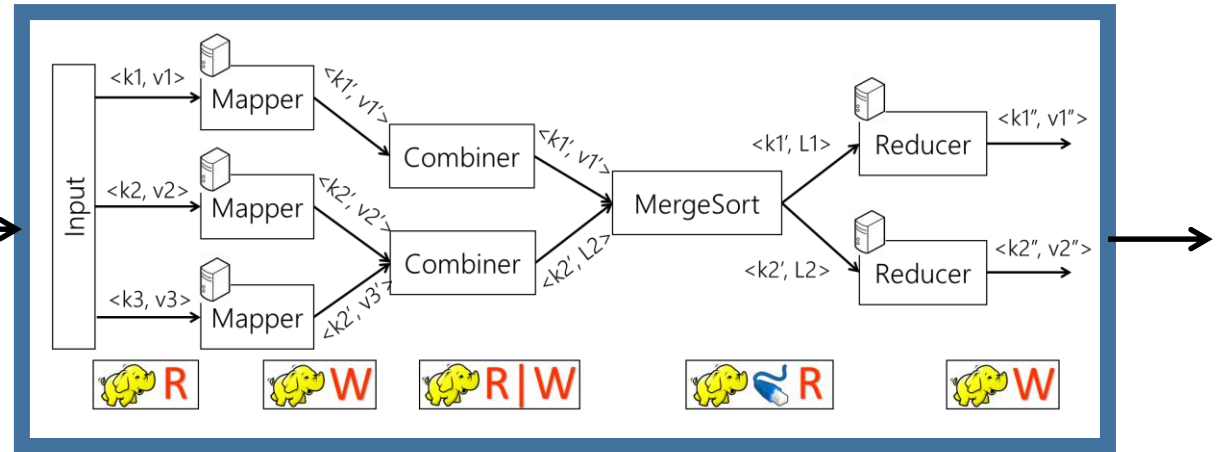 Input
<k1, v1>
<k2, v2>
<k3, v3>
Mapper
Mapper
Mapper
<k1′, v1′>
<k2′, v2′>
<k2′, v3′>
Combiner
Combiner
<k1′, v1′>
<k2′, L2>
MergeSort
<k1′, L1>
<k2′, L2>
Reducer
Reducer
<k1″, v1″>
<k2″, v2″>
R
W
R|W
R
W